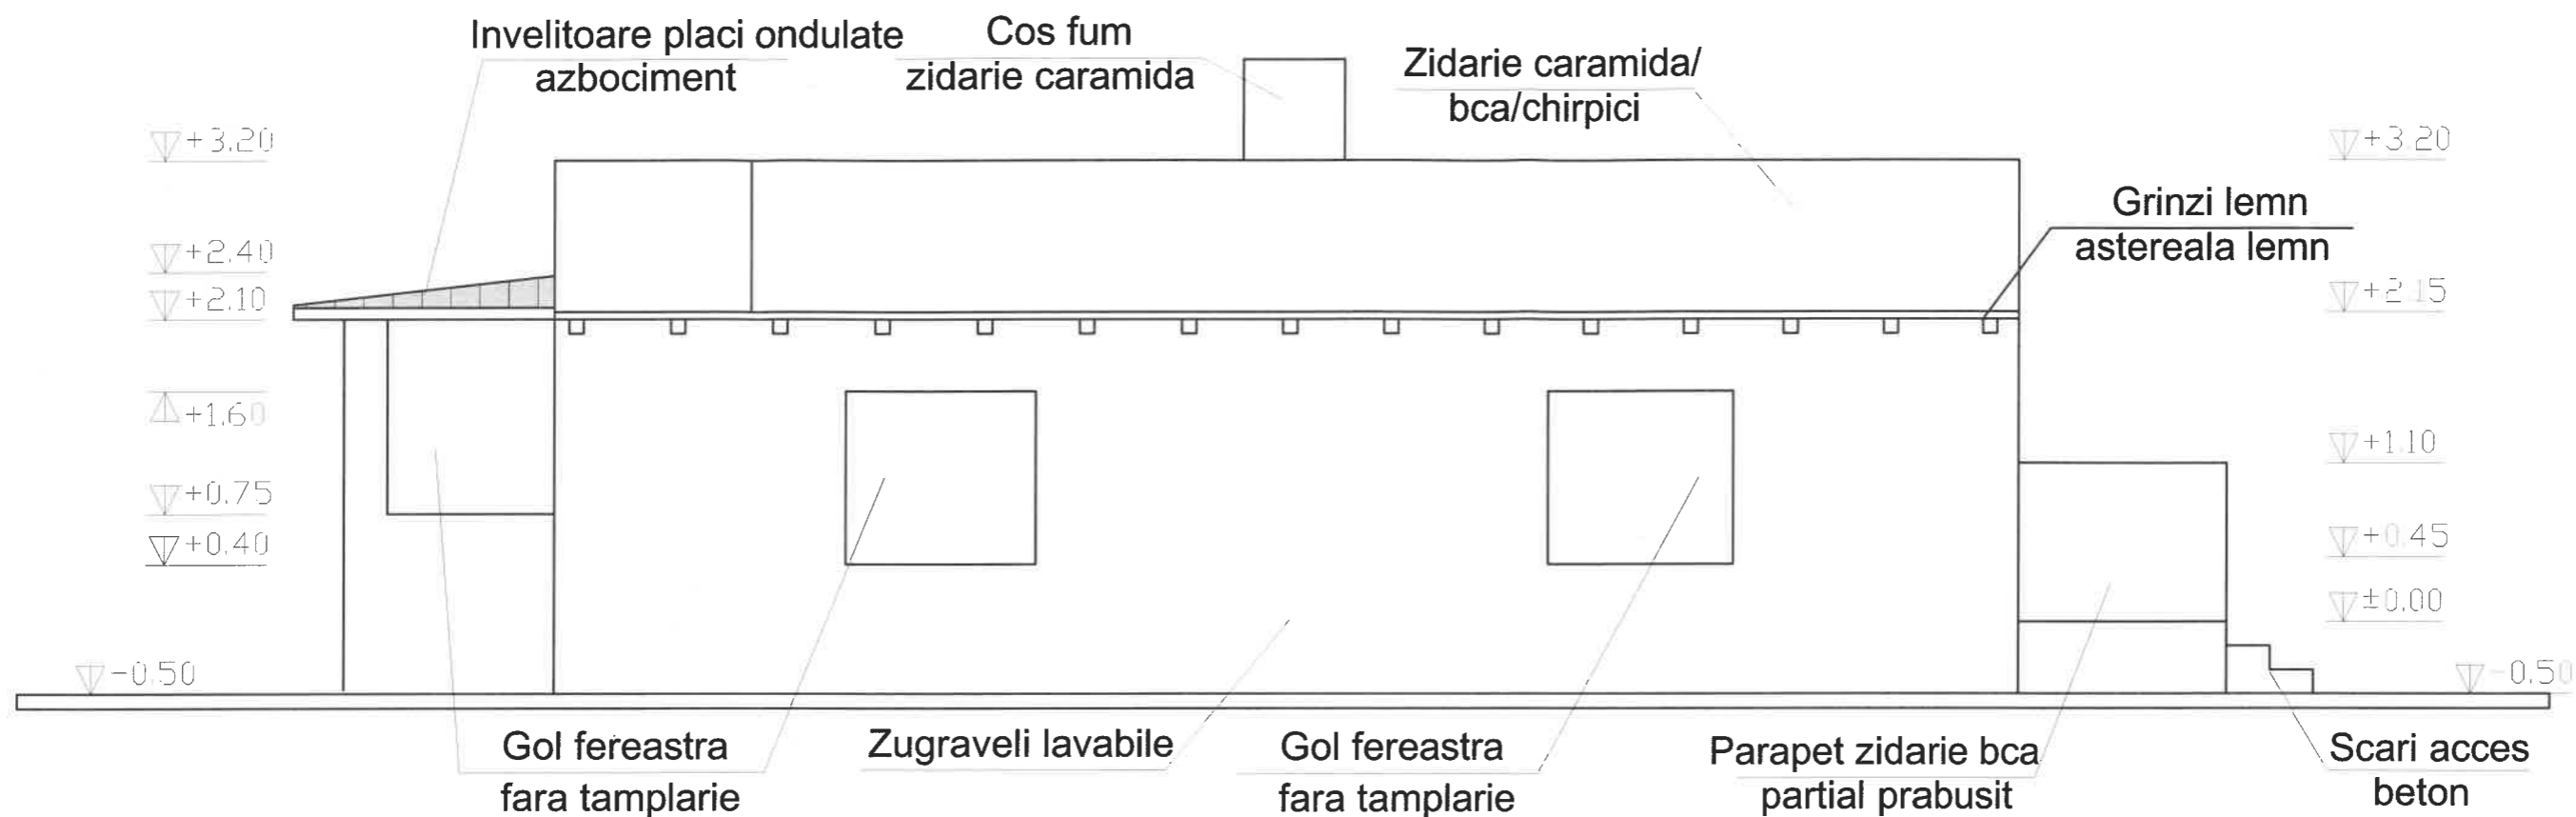 Invelitoare placi ondulate
azbociment
Cos fum
zidarie caramida
Zidarie caramida/
bca/chirpici
+3.20
+3.20
Grinzi lemn
astereala lemn
+2.40
+2.10
+2.15
+1.60
+1.10
+0.75
+0.40
+0.45
±0.00
-0.50
-0.50
Gol fereastra
fara tamplarie
Zugraveli lavabile
Gol fereastra
fara tamplarie
Parapet zidarie bca
partial prabusit
Scari acces
beton